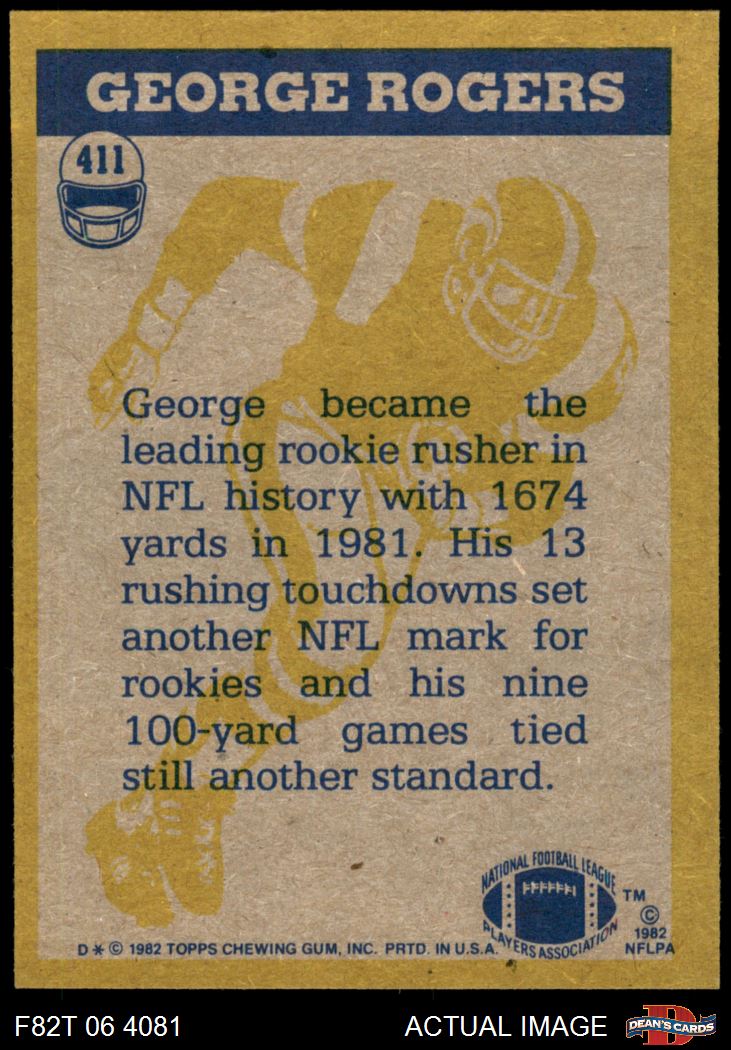 GEORGE ROGERS
411
George became the
leading rookie rusher in
NFL history with 1674
yards in 1981. His 13
rushing touchdowns set
another NFL mark for
rookies and his nine
100-yard games tied
still another standard.
NATIONAL FOOTBALL LEAGUE
PLAYERS ASSOCIATION
TM
©
1982
NFLPA
D * © 1982 TOPPS CHEWING GUM, INC. PRTD. IN U.S.A.
F82T 06 4081
ACTUAL IMAGE
D
DEAN'S CARDS